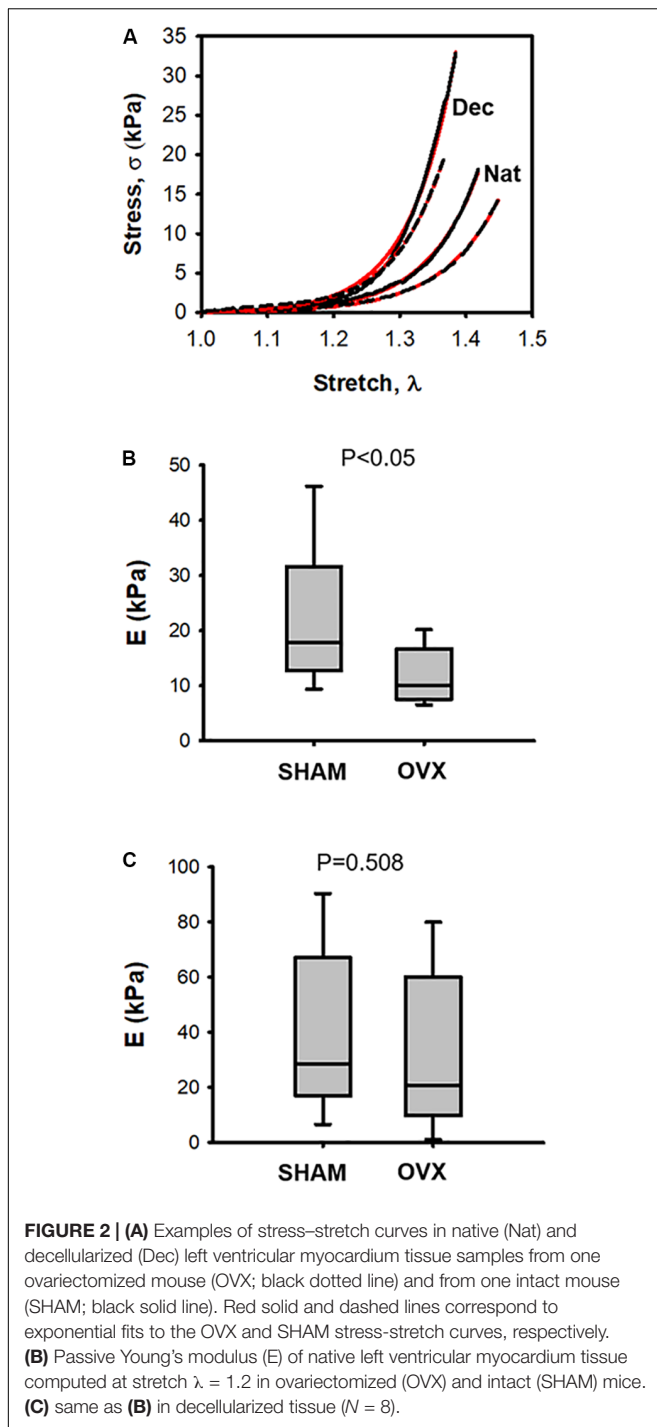 A
35
30
25
20
15
10
5
0
Stress, σ (kPa)
Dec
Nat
1.0 1.1 1.2 1.3 1.4 1.5
Stretch, λ
B
P<0.05
50
40
30
20
10
0
E (kPa)
SHAM OVX
C
P=0.508
100
80
60
40
20
0
E (kPa)
SHAM OVX
FIGURE 2 | (A) Examples of stress–stretch curves in native (Nat) and
decellularized (Dec) left ventricular myocardium tissue samples from one
ovariectomized mouse (OVX; black dotted line) and from one intact mouse
(SHAM; black solid line). Red solid and dashed lines correspond to
exponential fits to the OVX and SHAM stress-stretch curves, respectively.
(B) Passive Young's modulus (E) of native left ventricular myocardium tissue
computed at stretch λ = 1.2 in ovariectomized (OVX) and intact (SHAM) mice.
(C) same as (B) in decellularized tissue (N = 8).